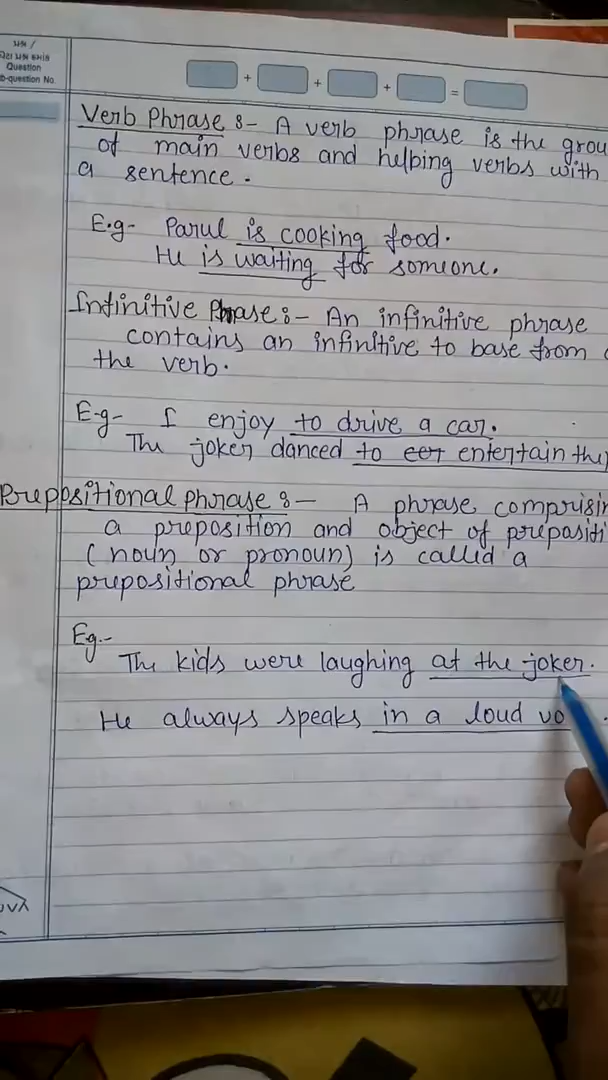 Question
b-question No.
+ + + =
Verb Phrase :- A verb phrase is the grou
of main verbs and helping verbs with
a sentence.
E.g- Parul is cooking food.
He is waiting for someone.
Infinitive Phrase :- An infinitive phrase
contains an infinitive to base from
the verb.
E-g- I enjoy to drive a car.
The joker danced to eet entertain the
Prepositional phrase :- A phrase comprisin
a preposition and object of prepositi
(noun or pronoun) is called a
prepositional phrase
Eg.-
The kids were laughing at the joker.
He always speaks in a loud vo